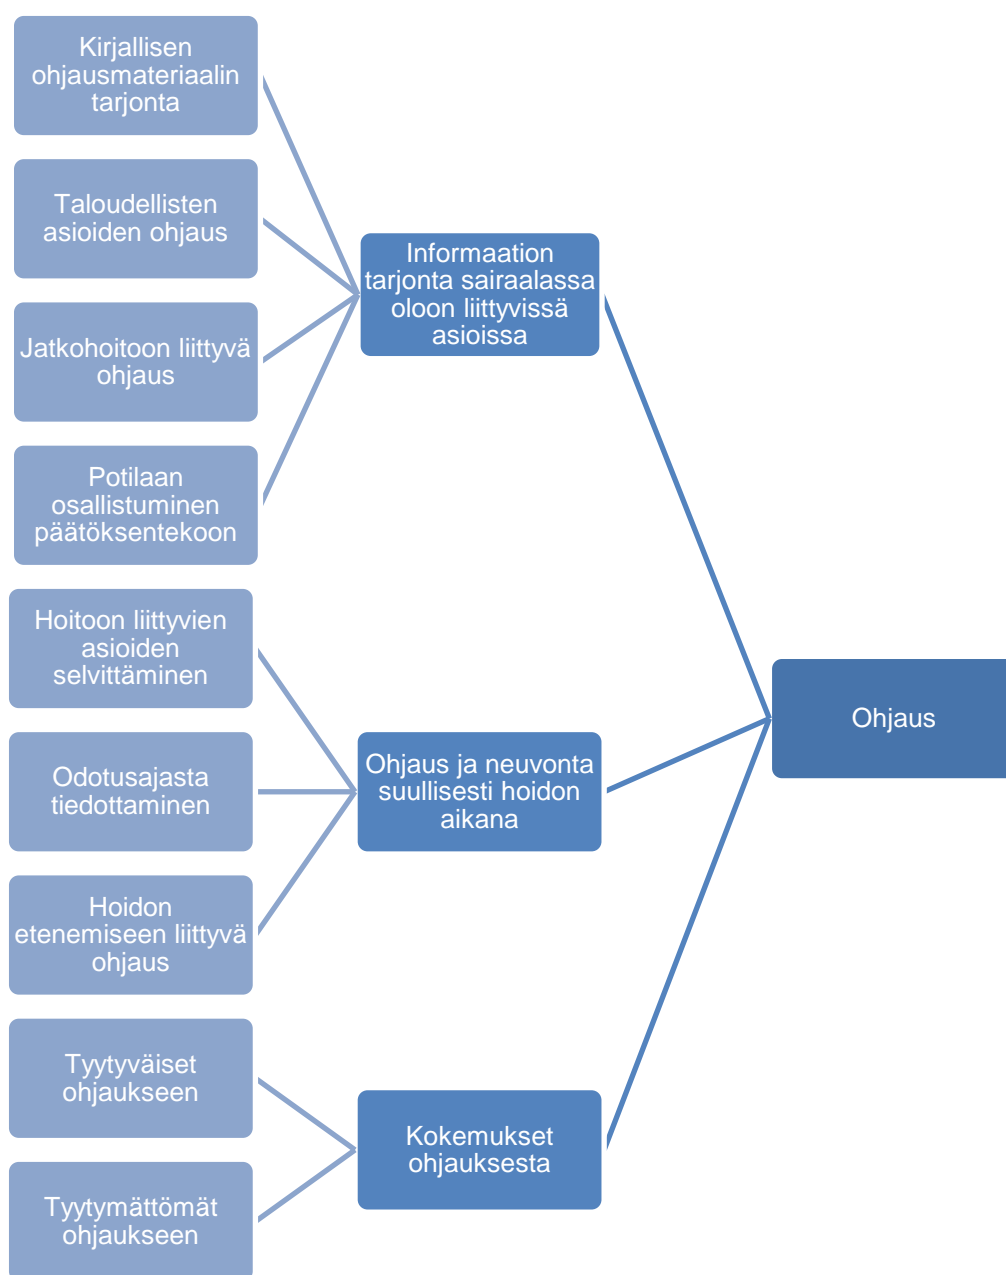 Kirjallisen
ohjausmateriaalin
tarjonta
Taloudellisten
asioiden ohjaus
Jatkohoitoon liittyvä
ohjaus
Potilaan
osallistuminen
päätöksentekoon
Hoitoon liittyvien
asioiden
selvittäminen
Odotusajasta
tiedottaminen
Hoidon
etenemiseen liittyvä
ohjaus
Tyytyväiset
ohjaukseen
Tyytymättömät
ohjaukseen
Informaation
tarjonta sairaalassa
oloon liittyvissä
asioissa
Ohjaus ja neuvonta
suullisesti hoidon
aikana
Kokemukset
ohjauksesta
Ohjaus